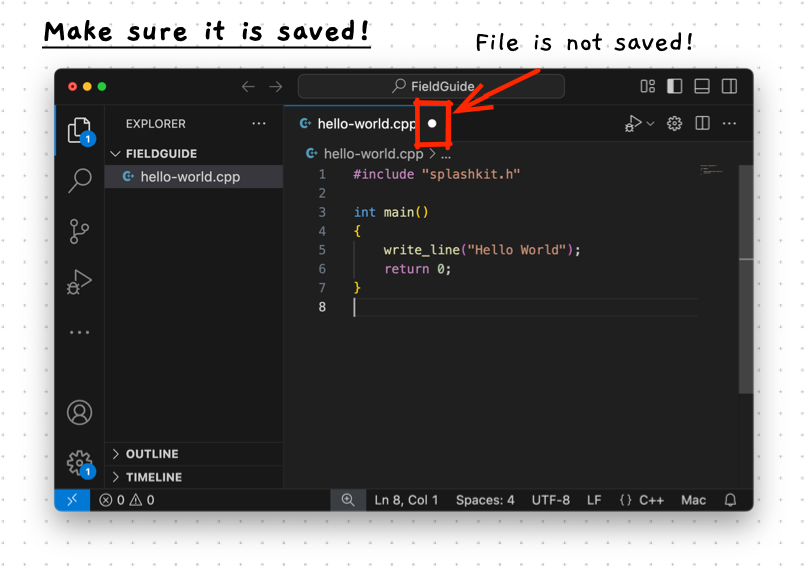 Make sure it is saved!
File is not saved!
FieldGuide
EXPLORER
hello-world.cpp
hello-world.cpp > ...
FIELDGUIDE
hello-world.cpp
1 #include "splashkit.h"
2
3 int main()
4 {
5 write_line("Hello World");
6 return 0;
7 }
8
1
OUTLINE
TIMELINE
1
0 0
Ln 8, Col 1 Spaces: 4 UTF-8 LF {} C++ Mac